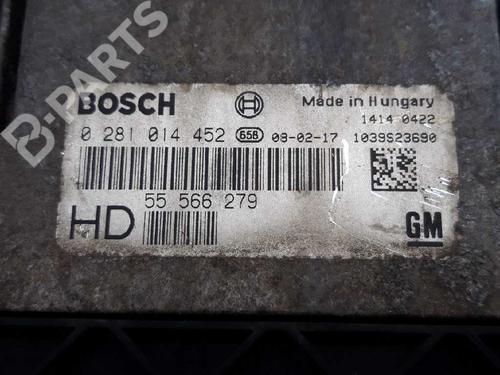 B-PARTS
BOSCH
Made in Hungary
1414 0422
0 281 014 452 658 08-02-17 1039S23690
55 566 279
HD
GM